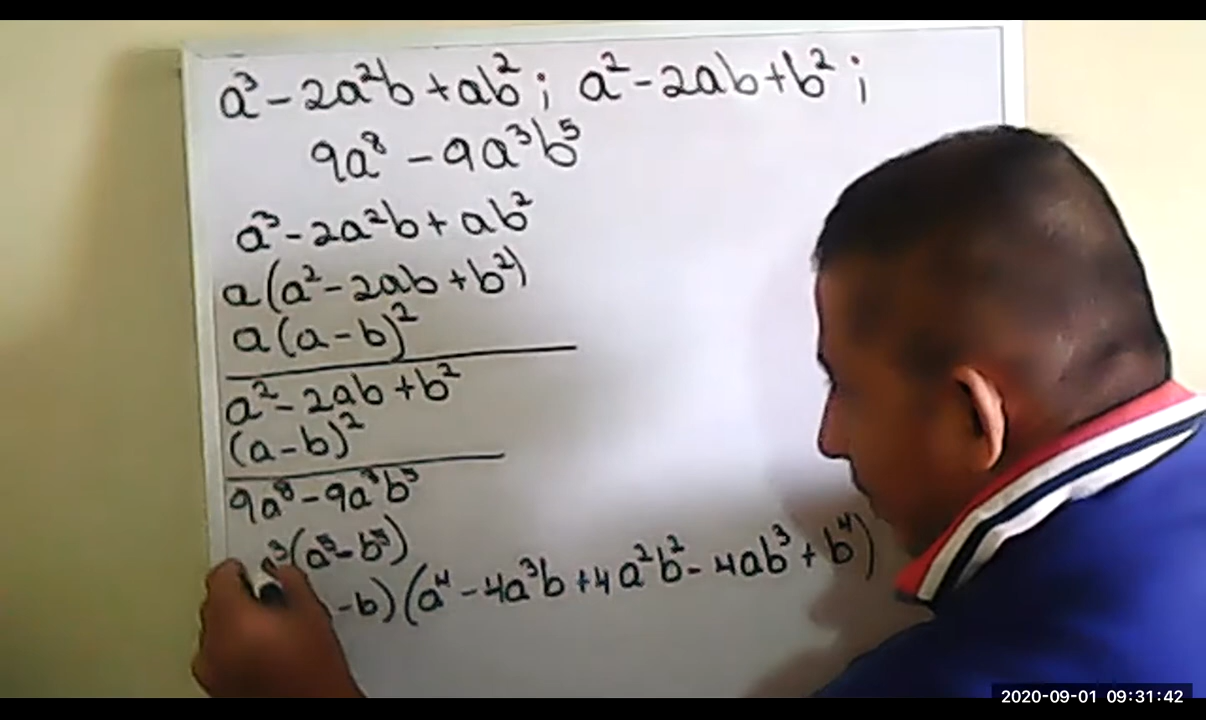 a³ - 2a²b + ab² ; a² - 2ab + b² ;
9a⁸ - 9a³b⁵
a³ - 2a²b + ab²
a(a² - 2ab + b²)
a(a - b)²
a² - 2ab + b²
(a - b)²
9a⁸ - 9a³b⁵
a³(a⁵ - b⁵)
- b)(a⁴ - 4a³b + 4a²b² - 4ab³ + b⁴)
2020-09-01 09:31:42